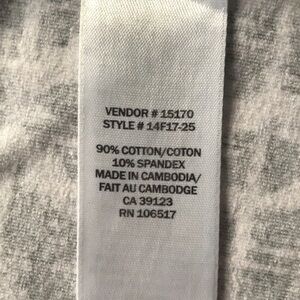 VENDOR # 15170
STYLE # 14F17-25
90% COTTON/COTON
10% SPANDEX
MADE IN CAMBODIA/
FAIT AU CAMBODGE
CA 39123
RN 106517